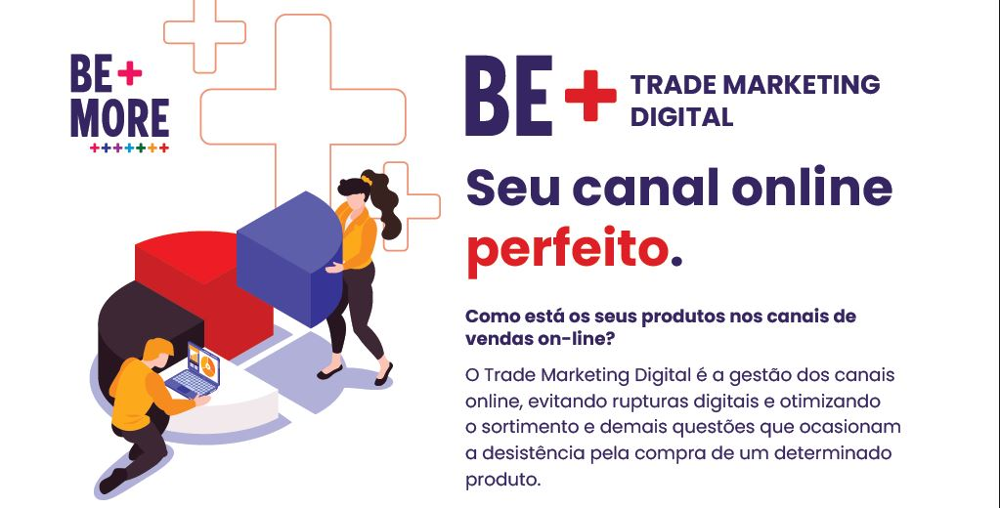 BE+
MORE
BE+ TRADE MARKETING
DIGITAL
Seu canal online
perfeito.
Como está os seus produtos nos canais de
vendas on-line?
O Trade Marketing Digital é a gestão dos canais
online, evitando rupturas digitais e otimizando
o sortimento e demais questões que ocasionam
a desistência pela compra de um determinado
produto.